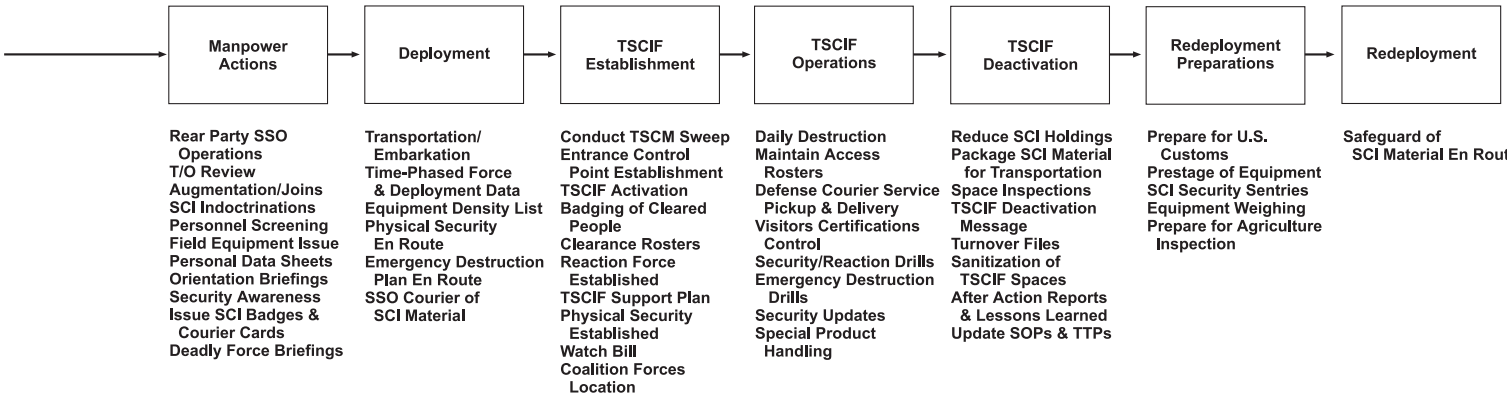 Manpower
Actions
Deployment
TSCIF
Establishment
TSCIF
Operations
TSCIF
Deactivation
Redeployment
Preparations
Redeployment
Rear Party SSO
Operations
T/O Review
Augmentation/Joins
SCI Indoctrinations
Personnel Screening
Field Equipment Issue
Personal Data Sheets
Orientation Briefings
Security Awareness
Issue SCI Badges &
Courier Cards
Deadly Force Briefings
Transportation/
Embarkation
Time-Phased Force
& Deployment Data
Equipment Density List
Physical Security
En Route
Emergency Destruction
Plan En Route
SSO Courier of
SCI Material
Conduct TSCM Sweep
Entrance Control
Point Establishment
TSCIF Activation
Badging of Cleared
People
Clearance Rosters
Reaction Force
Established
TSCIF Support Plan
Physical Security
Established
Watch Bill
Coalition Forces
Location
Daily Destruction
Maintain Access
Rosters
Defense Courier Service
Pickup & Delivery
Visitors Certifications
Control
Security/Reaction Drills
Emergency Destruction
Drills
Security Updates
Special Product
Handling
Reduce SCI Holdings
Package SCI Material
for Transportation
Space Inspections
TSCIF Deactivation
Message
Turnover Files
Sanitization of
TSCIF Spaces
After Action Reports
& Lessons Learned
Update SOPs & TTPs
Prepare for U.S.
Customs
Prestage of Equipment
SCI Security Sentries
Equipment Weighing
Prepare for Agriculture
Inspection
Safeguard of
SCI Material En Rout